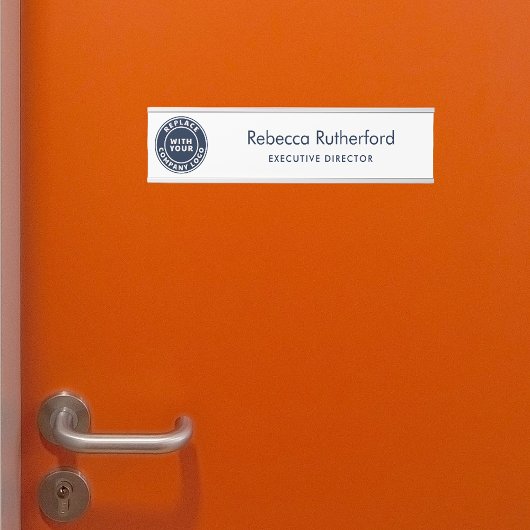 REPLACE
WITH
YOUR
COMPANY LOGO
Rebecca Rutherford
EXECUTIVE DIRECTOR